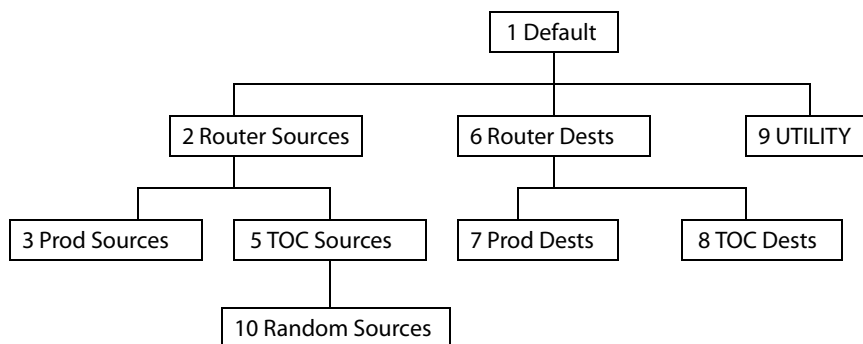 1 Default
2 Router Sources
6 Router Dests
9 UTILITY
3 Prod Sources
5 TOC Sources
7 Prod Dests
8 TOC Dests
10 Random Sources